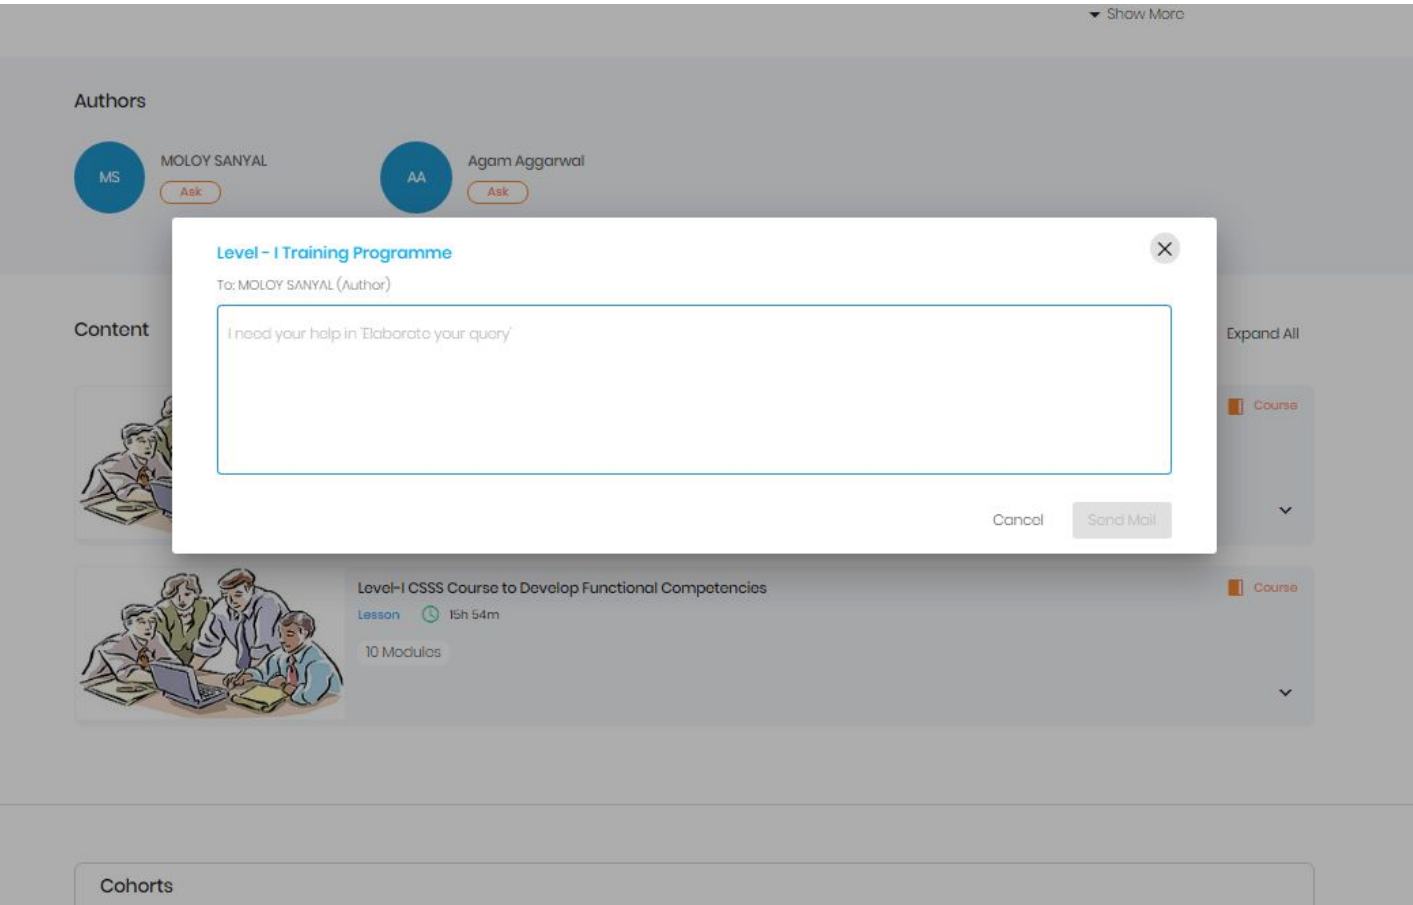 Show More
Authors
MS
MOLOY SANYAL
Ask
AA
Agam Aggarwal
Ask
Level - I Training Programme
To: MOLOY SANYAL (Author)
I need your help in 'Elaborate your query'
Cancel
Send Mail
Content
Expand All
Course
Level-I CSSS Course to Develop Functional Competencies
Course
Lesson
15h 54m
10 Modules
Cohorts